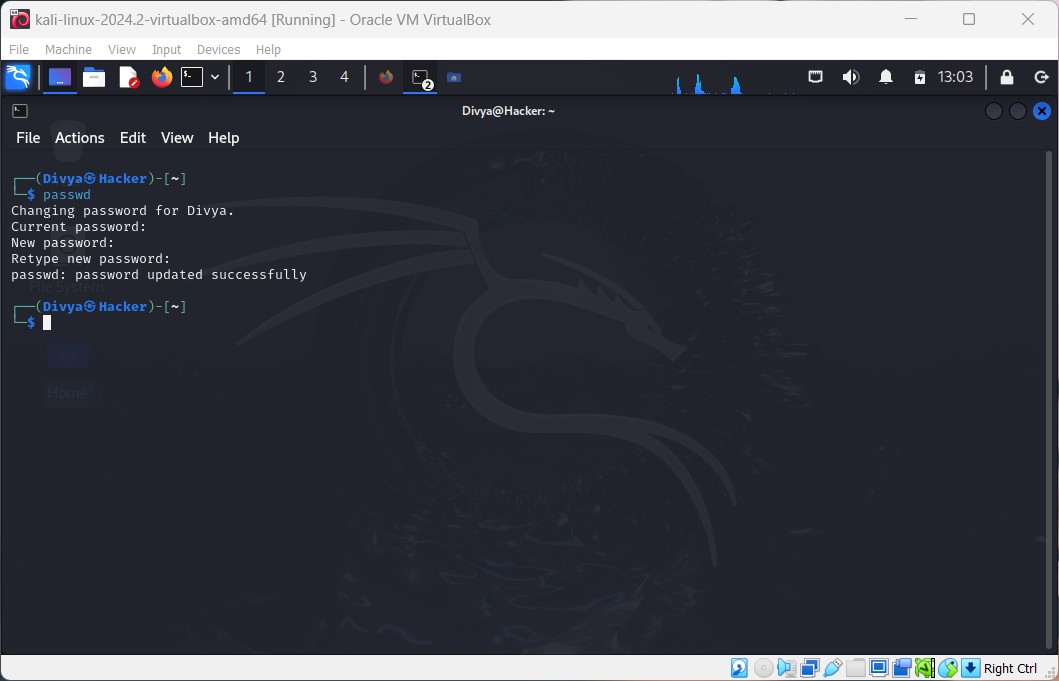 kali-linux-2024.2-virtualbox-amd64 [Running] - Oracle VM VirtualBox
File Machine View Input Devices Help
1 2 3 4 2 13:03
Divya@Hacker: ~
File Actions Edit View Help
┌──(Divya㉿Hacker)-[~]
└─$ passwd
Changing password for Divya.
Current password:
New password:
Retype new password:
passwd: password updated successfully
File System
┌──(Divya㉿Hacker)-[~]
└─$
Home
Right Ctrl